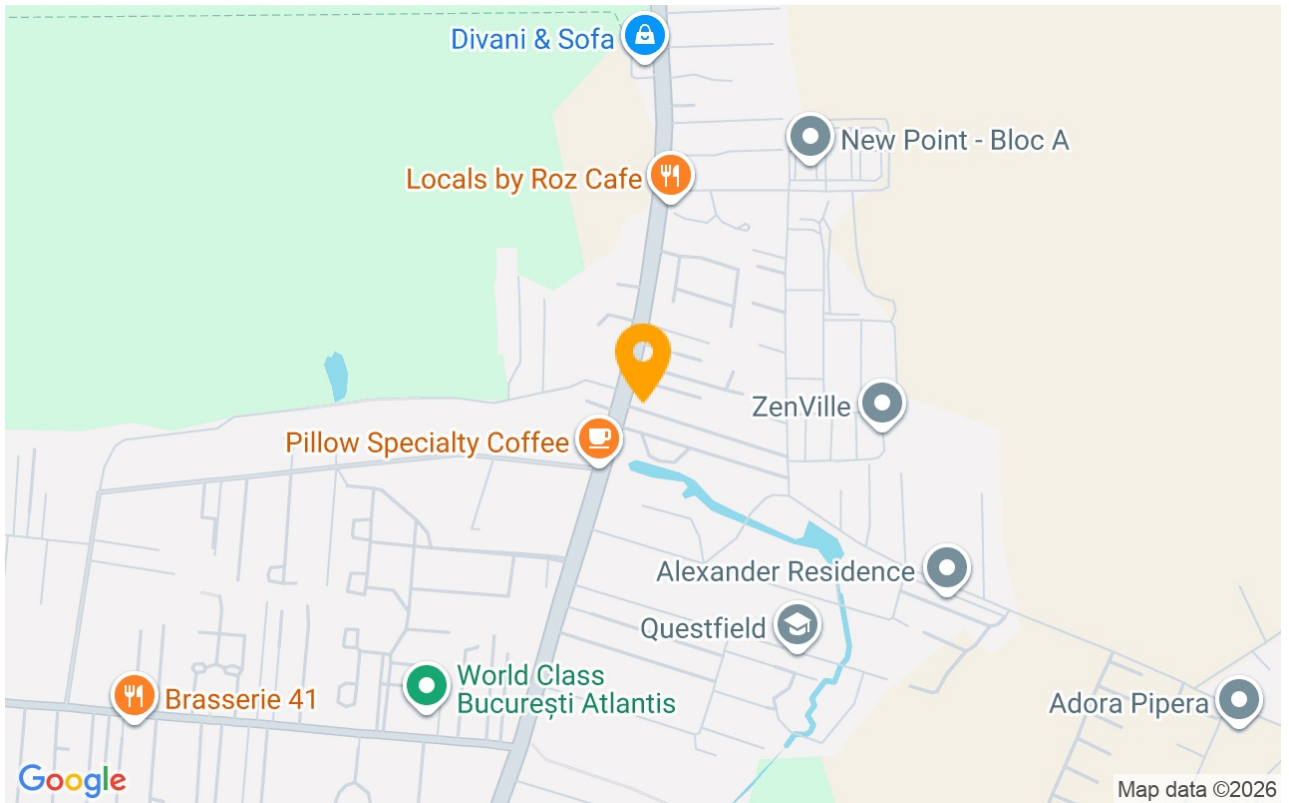 Divani & Sofa
New Point - Bloc A
Locals by Roz Cafe
ZenVille
Pillow Specialty Coffee
Alexander Residence
Questfield
World Class
București Atlantis
Brasserie 41
Adora Pipera
Google
Map data ©2026